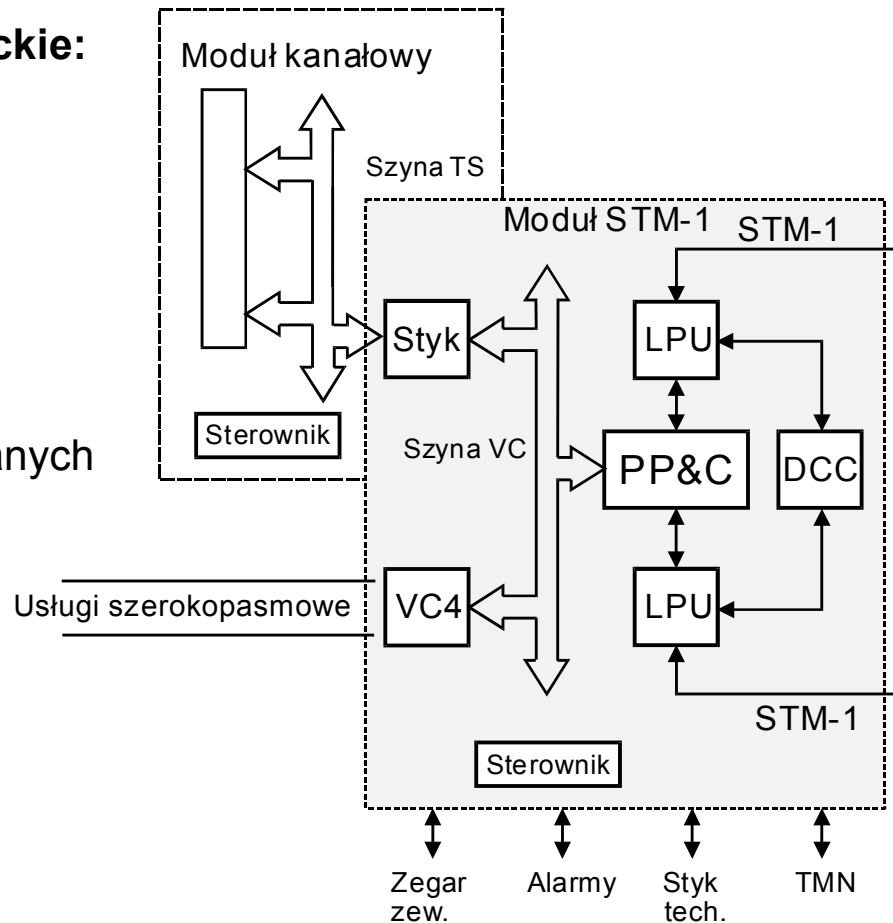 ckie:
Moduł kanałowy
Szyna TS
Moduł STM-1
STM-1
Styk
LPU
Sterownik
anych
Szyna VC
PP&C
DCC
Usługi szerokopasmowe
VC4
LPU
STM-1
Sterownik
Zegar
zew.
Alarmy
Styk
tech.
TMN